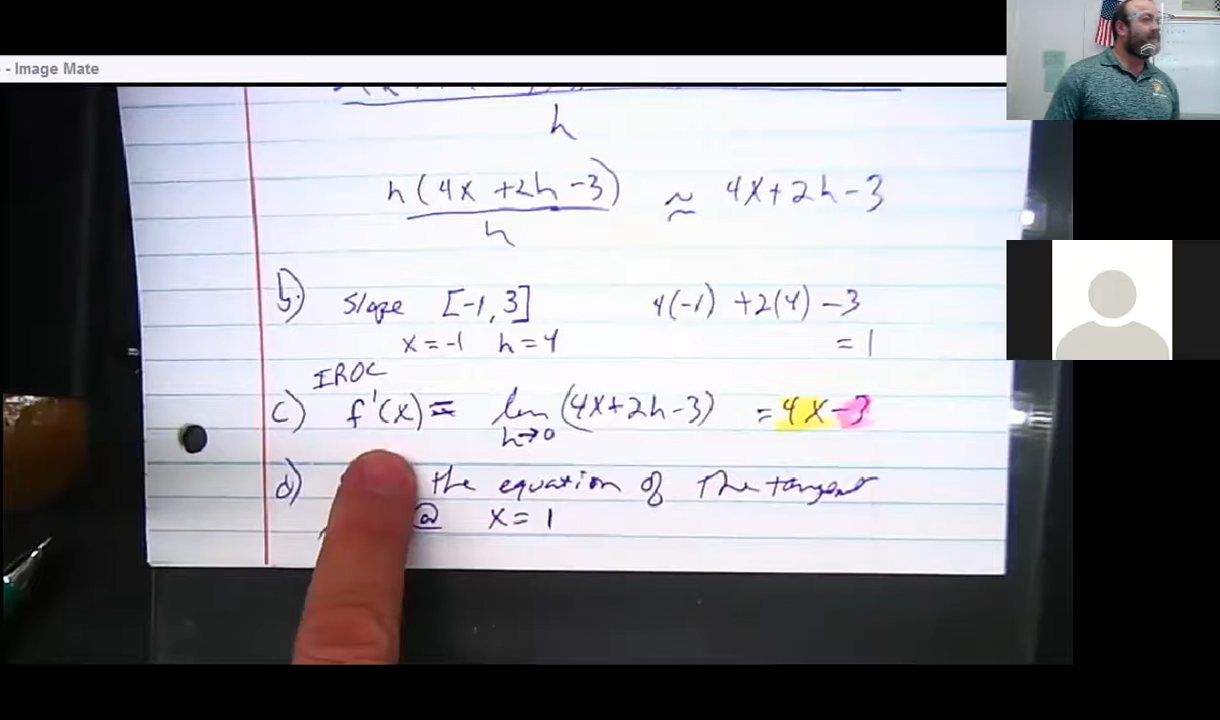 - Image Mate
h
h(4x+2h-3) ≈ 4x+2h-3
h
b) Slope [-1,3] 4(-1)+2(4)-3
x=-1 h=4 =1
IROC
c) f'(x)= lim (4x+2h-3) =4x-3
h→0
d) the equation of the tangent
@ x=1